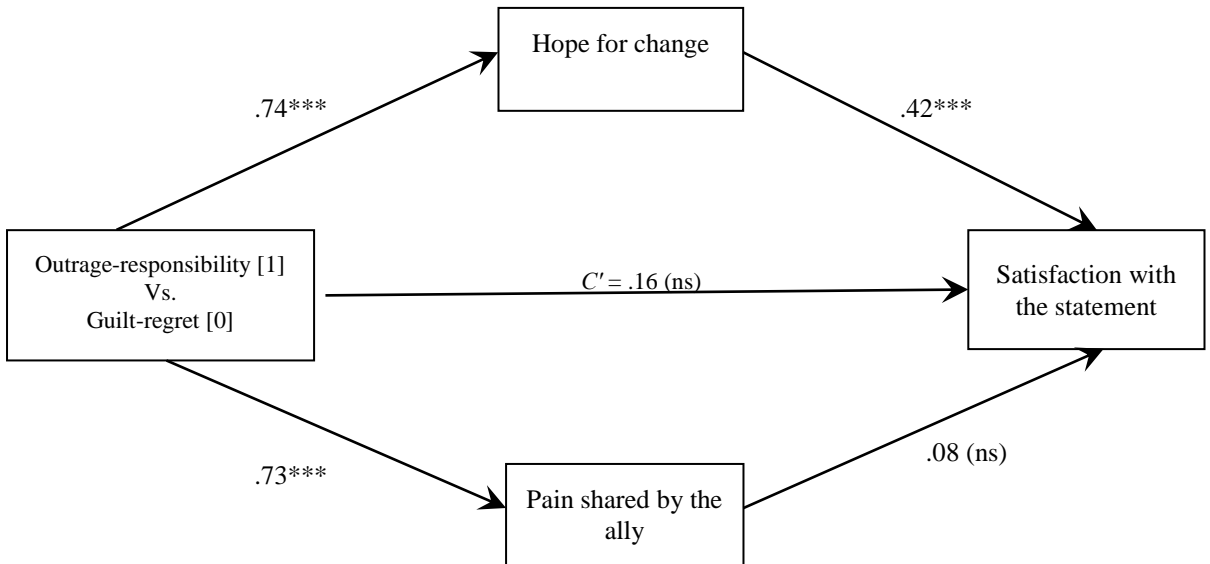 Hope for change
.74***
.42***
Outrage-responsibility [1]
Vs.
Guilt-regret [0]
C' = .16 (ns)
Satisfaction with
the statement
.73***
.08 (ns)
Pain shared by the
ally